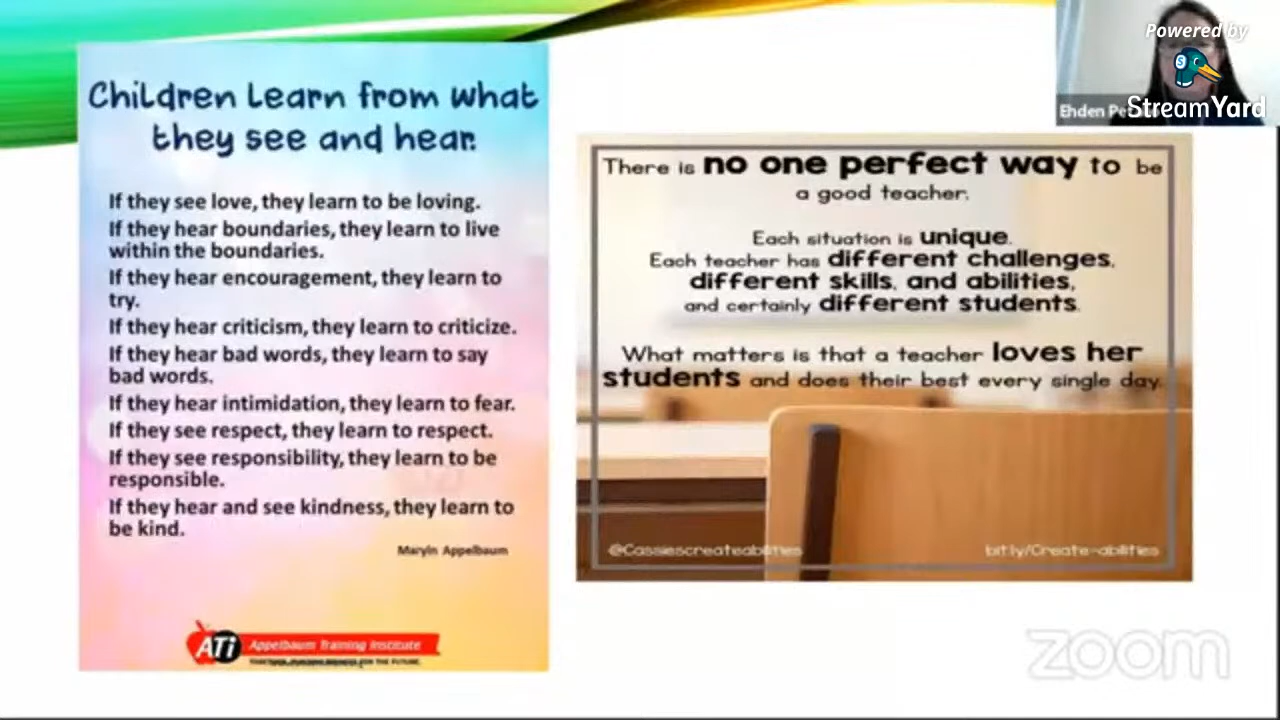 Children Learn from what
they see and hear.
If they see love, they learn to be loving.
If they hear boundaries, they learn to live
within the boundaries.
If they hear encouragement, they learn to
try.
If they hear criticism, they learn to criticize.
If they hear bad words, they learn to say
bad words.
If they hear intimidation, they learn to fear.
If they see respect, they learn to respect.
If they see responsibility, they learn to be
responsible.
If they hear and see kindness, they learn to
be kind.
Maryln Appelbaum
ATi Appelbaum Training Institute
FOR THE FUTURE.
There is no one perfect way to be
a good teacher.
Each situation is unique.
Each teacher has different challenges,
different skills, and abilities,
and certainly different students.
What matters is that a teacher loves her
students and does their best every single day.
@Cassiescreateabilities
bit.ly/Create-abilities
Powered by
StreamYard
Ehden
zoom